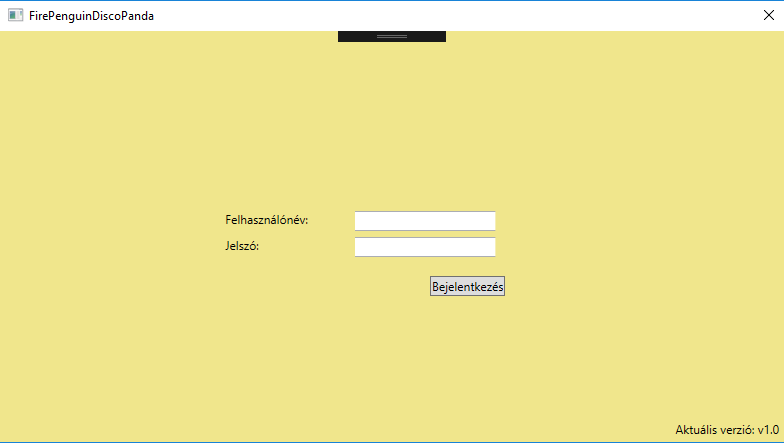 FirePenguinDiscoPanda
Felhasználónév:
Jelszó:
Bejelentkezés
Aktuális verzió: v1.0